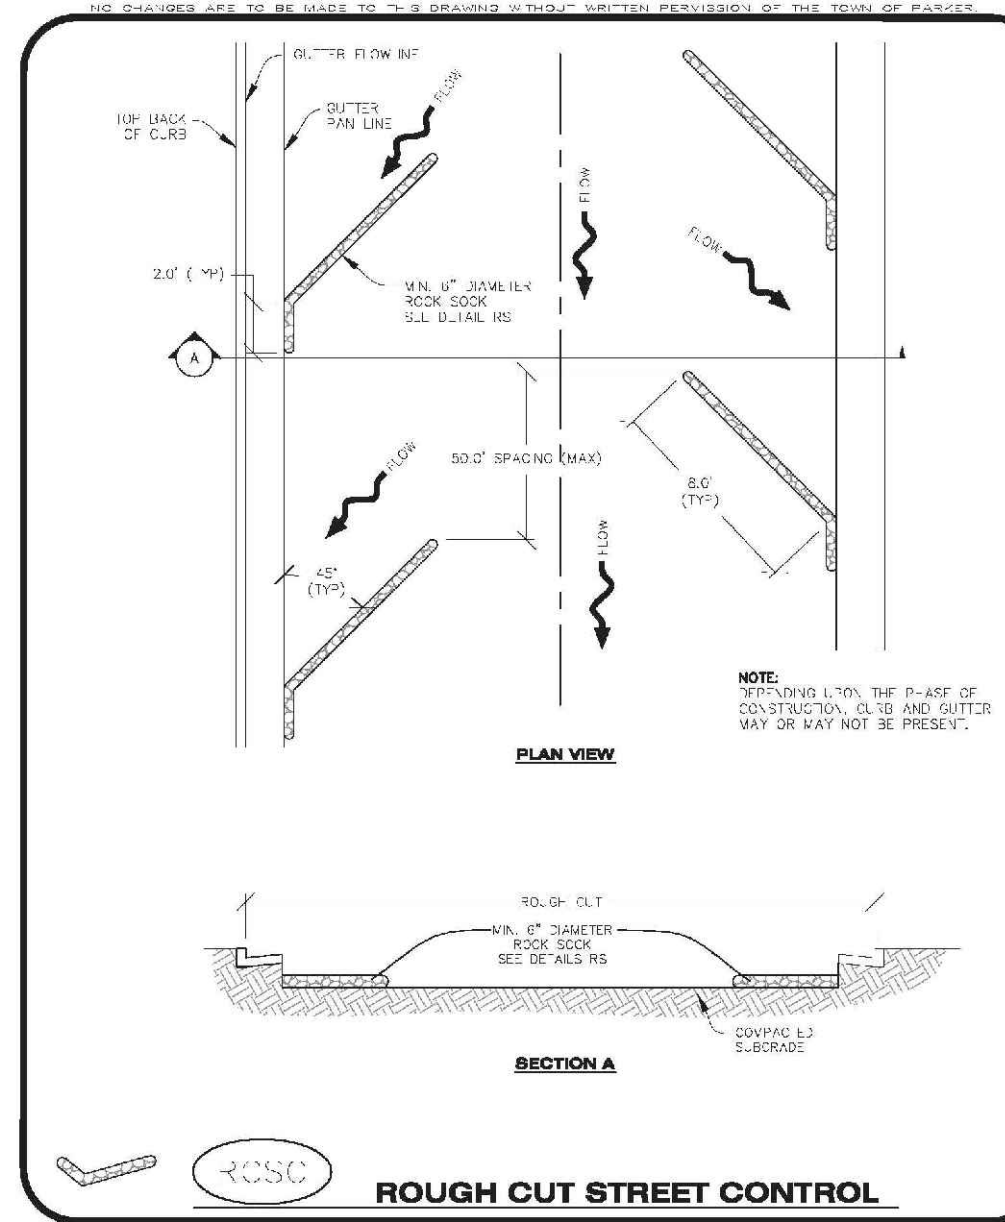 NO CHANGES ARE TO BE MADE TO THIS DRAWING WITHOUT WRITTEN PERMISSION OF THE TOWN OF PARKER.
GUTTER FLOWLINE
TOP BACK
OF CURB
GUTTER
PAN LINE
FLOW
FLOW
FLOW
2.0' (TYP)
MIN. 6" DIAMETER
ROCK SOCK
SEE DETAIL RS
A
50.0' SPACING (MAX)
FLOW
8.0'
(TYP)
FLOW
45°
(TYP)
NOTE:
DEPENDING UPON THE PHASE OF
CONSTRUCTION, CURB AND GUTTER
MAY OR MAY NOT BE PRESENT.
PLAN VIEW
ROUGH CUT
MIN. 6" DIAMETER
ROCK SOCK
SEE DETAILS RS
COMPACTED
SUBGRADE
SECTION A
RCSC
ROUGH CUT STREET CONTROL